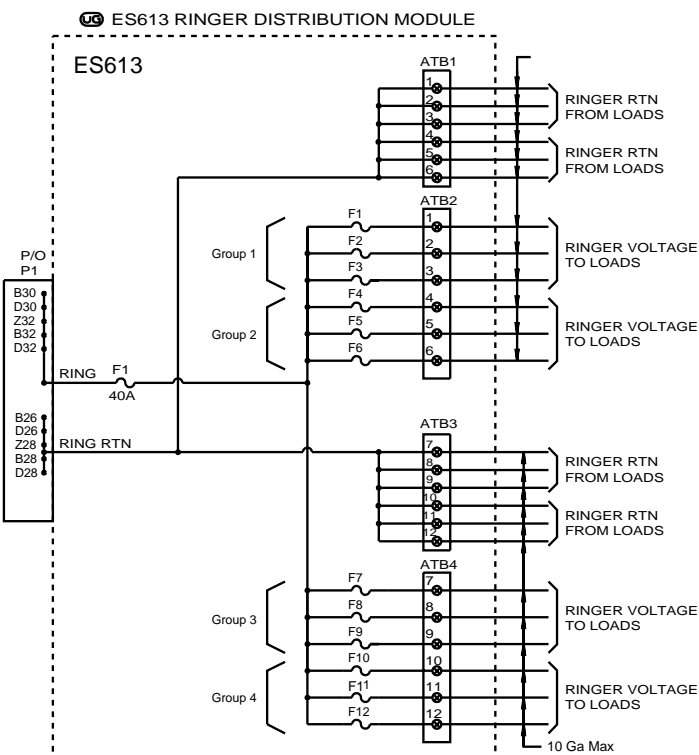 UG ES613 RINGER DISTRIBUTION MODULE
ES613
ATB1
1
2
3
4
5
6
RINGER RTN
FROM LOADS
RINGER RTN
FROM LOADS
ATB2
F1
1
F2
2
F3
3
F4
4
F5
5
F6
6
Group 1
Group 2
RINGER VOLTAGE
TO LOADS
RINGER VOLTAGE
TO LOADS
P/O
P1
B30
D30
Z32
B32
D32
RING
F1
40A
B26
D26
Z28
B28
D28
RING RTN
ATB3
7
8
9
10
11
12
RINGER RTN
FROM LOADS
RINGER RTN
FROM LOADS
ATB4
F7
7
F8
8
F9
9
F10
10
F11
11
F12
12
Group 3
Group 4
RINGER VOLTAGE
TO LOADS
RINGER VOLTAGE
TO LOADS
10 Ga Max